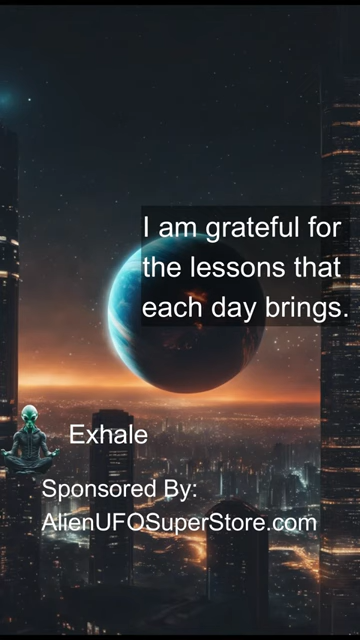 I am grateful for
the lessons that
each day brings.
Exhale
Sponsored By:
AlienUFOSuperStore.com